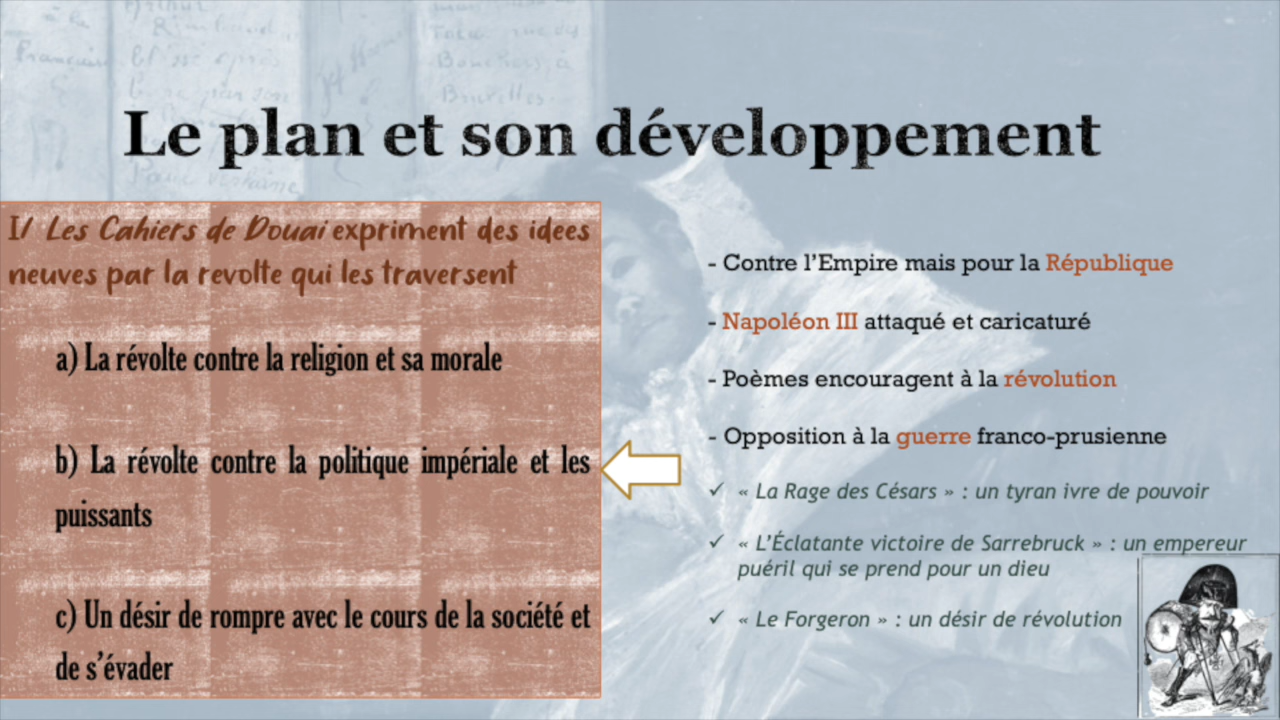 Arthur
Rimbaud
Française
Bruxelles
Le plan et son développement
I/ Les Cahiers de Douai expriment des idees
neuves par la revolte qui les traversent
a) La révolte contre la religion et sa morale
b) La révolte contre la politique impériale et les
puissants
c) Un désir de rompre avec le cours de la société et
de s’évader
- Contre l’Empire mais pour la République
- Napoléon III attaqué et caricaturé
- Poèmes encouragent à la révolution
- Opposition à la guerre franco-prusienne
✓ « La Rage des Césars » : un tyran ivre de pouvoir
✓ « L’Éclatante victoire de Sarrebruck » : un empereur
puéril qui se prend pour un dieu
✓ « Le Forgeron » : un désir de révolution